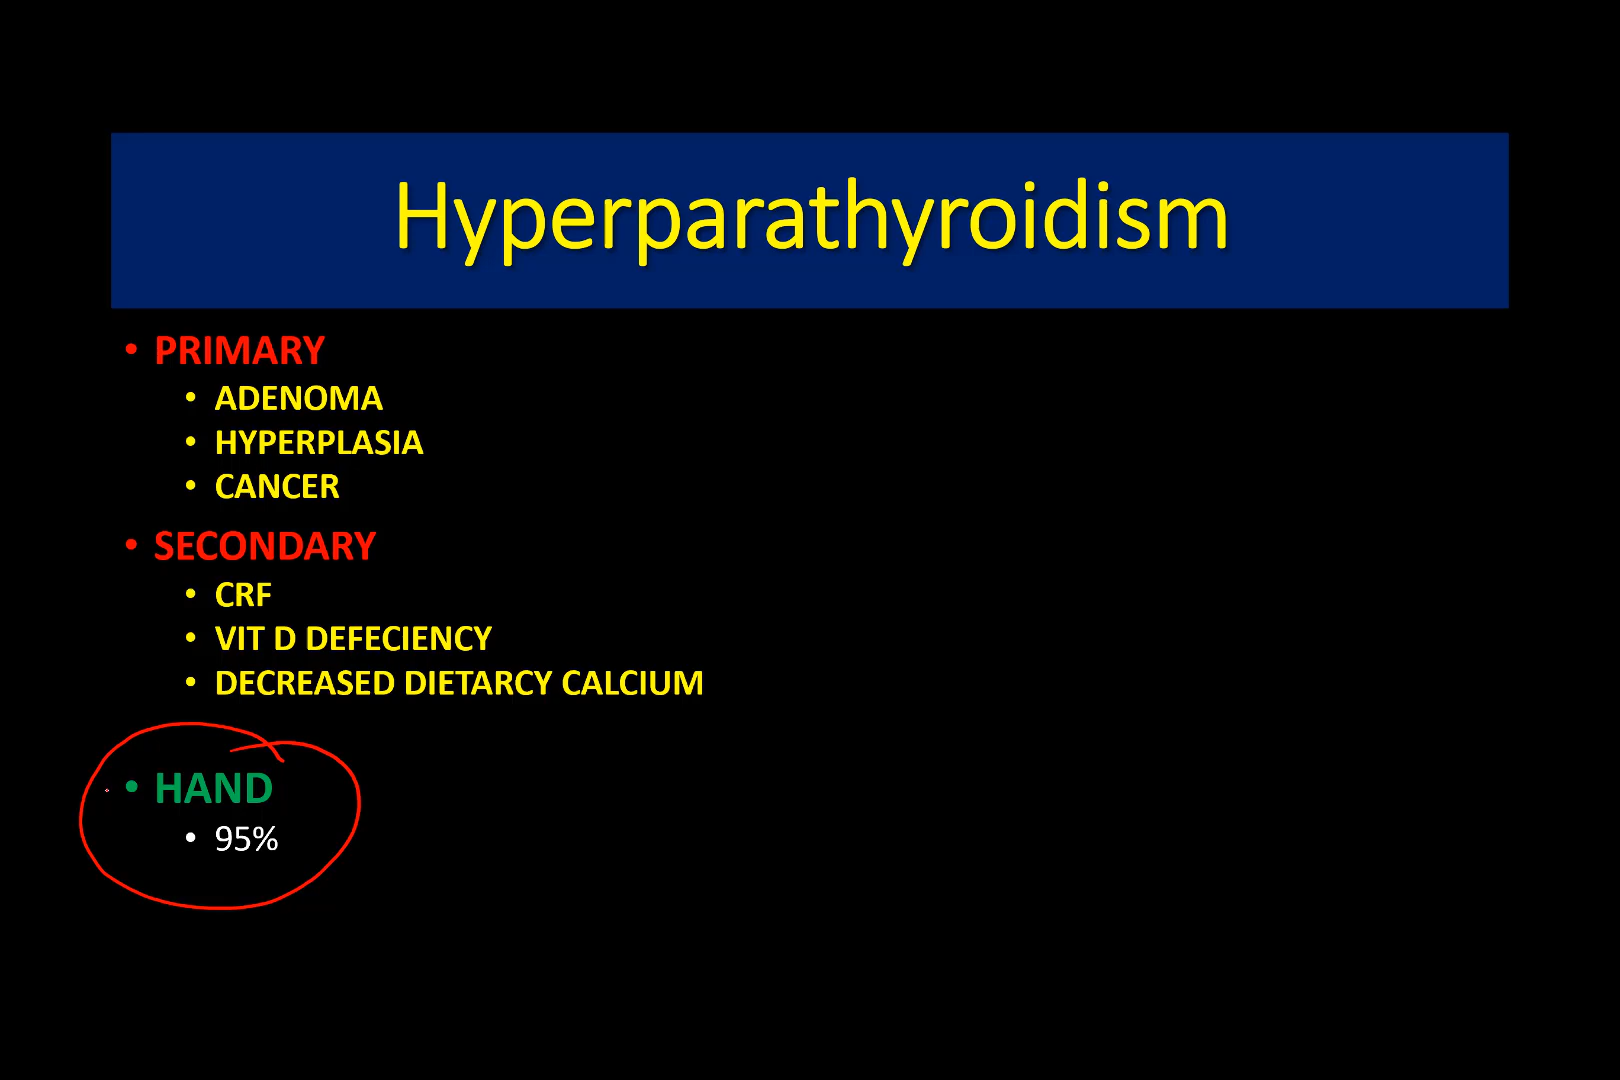 Hyperparathyroidism
• PRIMARY
• ADENOMA
• HYPERPLASIA
• CANCER
• SECONDARY
• CRF
• VIT D DEFECIENCY
• DECREASED DIETARCY CALCIUM
• HAND
• 95%